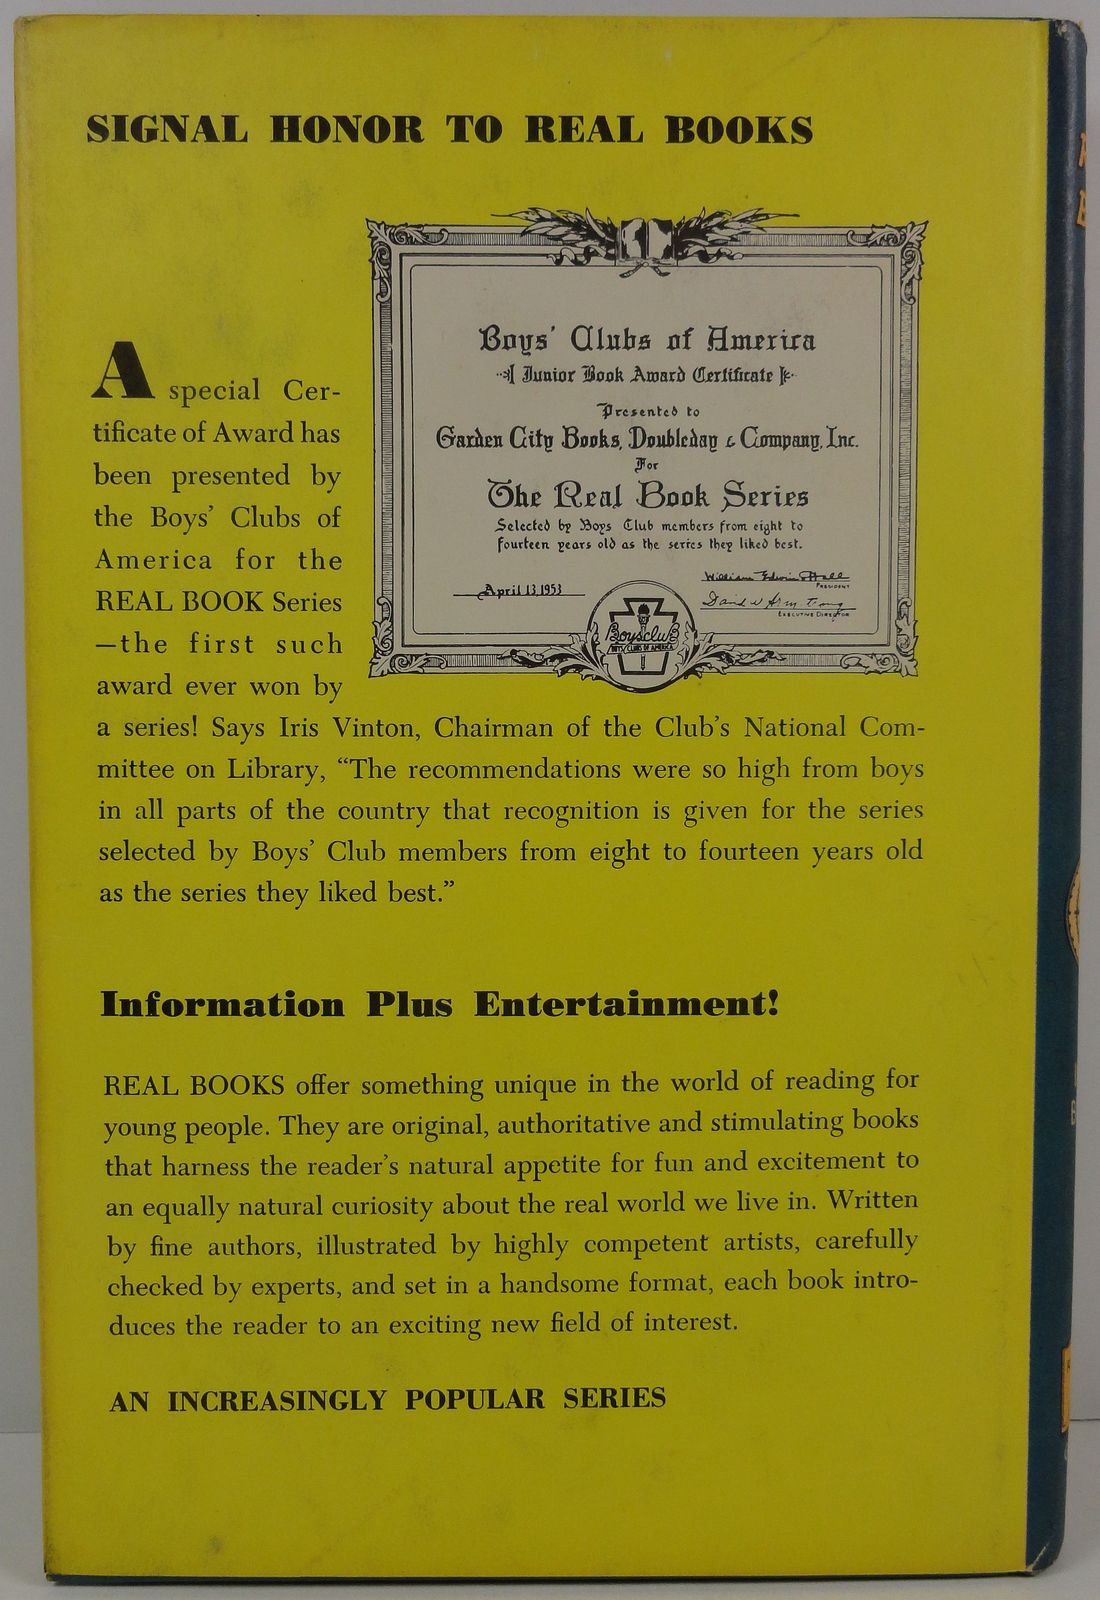 SIGNAL HONOR TO REAL BOOKS
Boys' Clubs of America
Junior Book Award Certificate
Presented to
Garden City Books, Doubleday & Company, Inc.
For
The Real Book Series
Selected by Boys Club members from eight to
fourteen years old as the series they liked best.
April 13, 1953
William Edwin Hall
PRESIDENT
David W Armstrong
EXECUTIVE DIRECTOR
Boysclub
BOYS' CLUBS OF AMERICA
A special Cer-
tificate of Award has
been presented by
the Boys' Clubs of
America for the
REAL BOOK Series
—the first such
award ever won by
a series! Says Iris Vinton, Chairman of the Club's National Com-
mittee on Library, “The recommendations were so high from boys
in all parts of the country that recognition is given for the series
selected by Boys' Club members from eight to fourteen years old
as the series they liked best.”
Information Plus Entertainment!
REAL BOOKS offer something unique in the world of reading for
young people. They are original, authoritative and stimulating books
that harness the reader's natural appetite for fun and excitement to
an equally natural curiosity about the real world we live in. Written
by fine authors, illustrated by highly competent artists, carefully
checked by experts, and set in a handsome format, each book intro-
duces the reader to an exciting new field of interest.
AN INCREASINGLY POPULAR SERIES